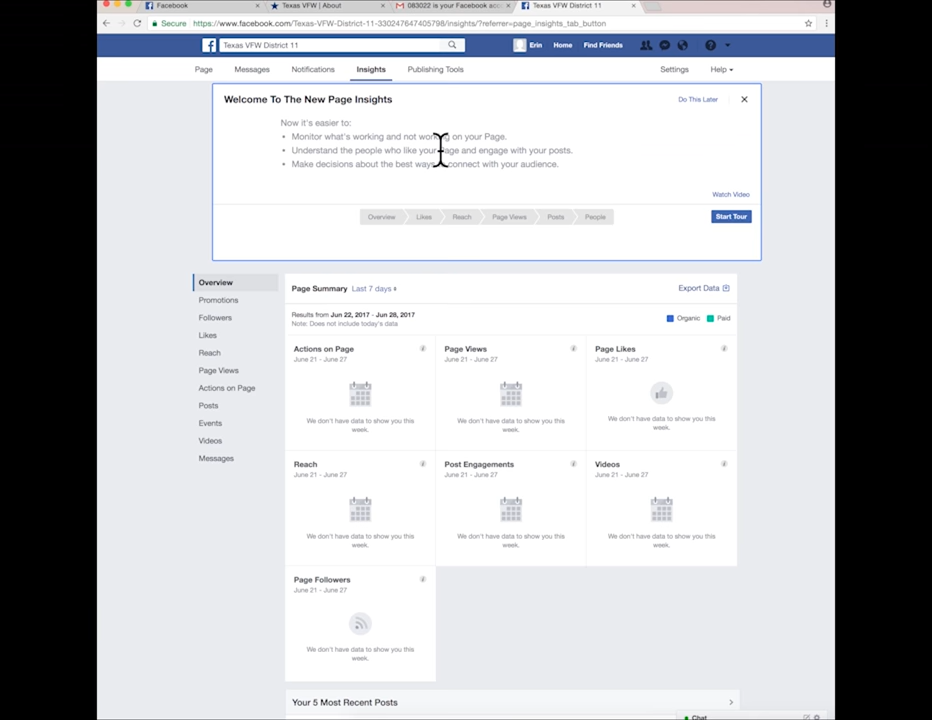 Facebook
Texas VFW | About
083022 is your Facebook acc
Texas VFW District 11
Secure https://www.facebook.com/Texas-VFW-District-11-330247647405798/insights/?referrer=page_insights_tab_button
Texas VFW District 11
Erin Home Find Friends
Page Messages Notifications Insights Publishing Tools Settings Help
Welcome To The New Page Insights
Do This Later
Now it's easier to:
• Monitor what's working and not working on your Page.
• Understand the people who like your Page and engage with your posts.
• Make decisions about the best ways connect with your audience.
Watch Video
Overview Likes Reach Page Views Posts People
Start Tour
Overview
Promotions
Followers
Likes
Reach
Page Views
Actions on Page
Posts
Events
Videos
Messages
Page Summary Last 7 days
Export Data
Results from Jun 22, 2017 - Jun 28, 2017
Note: Does not include today's data
Organic Paid
Actions on Page
June 21 - June 27
We don't have data to show you this
week.
Page Views
June 21 - June 27
We don't have data to show you this
week.
Page Likes
June 21 - June 27
We don't have data to show you this
week.
Reach
June 21 - June 27
We don't have data to show you this
week.
Post Engagements
June 21 - June 27
We don't have data to show you this
week.
Videos
June 21 - June 27
We don't have data to show you this
week.
Page Followers
June 21 - June 27
We don't have data to show you this
week.
Your 5 Most Recent Posts
Chat